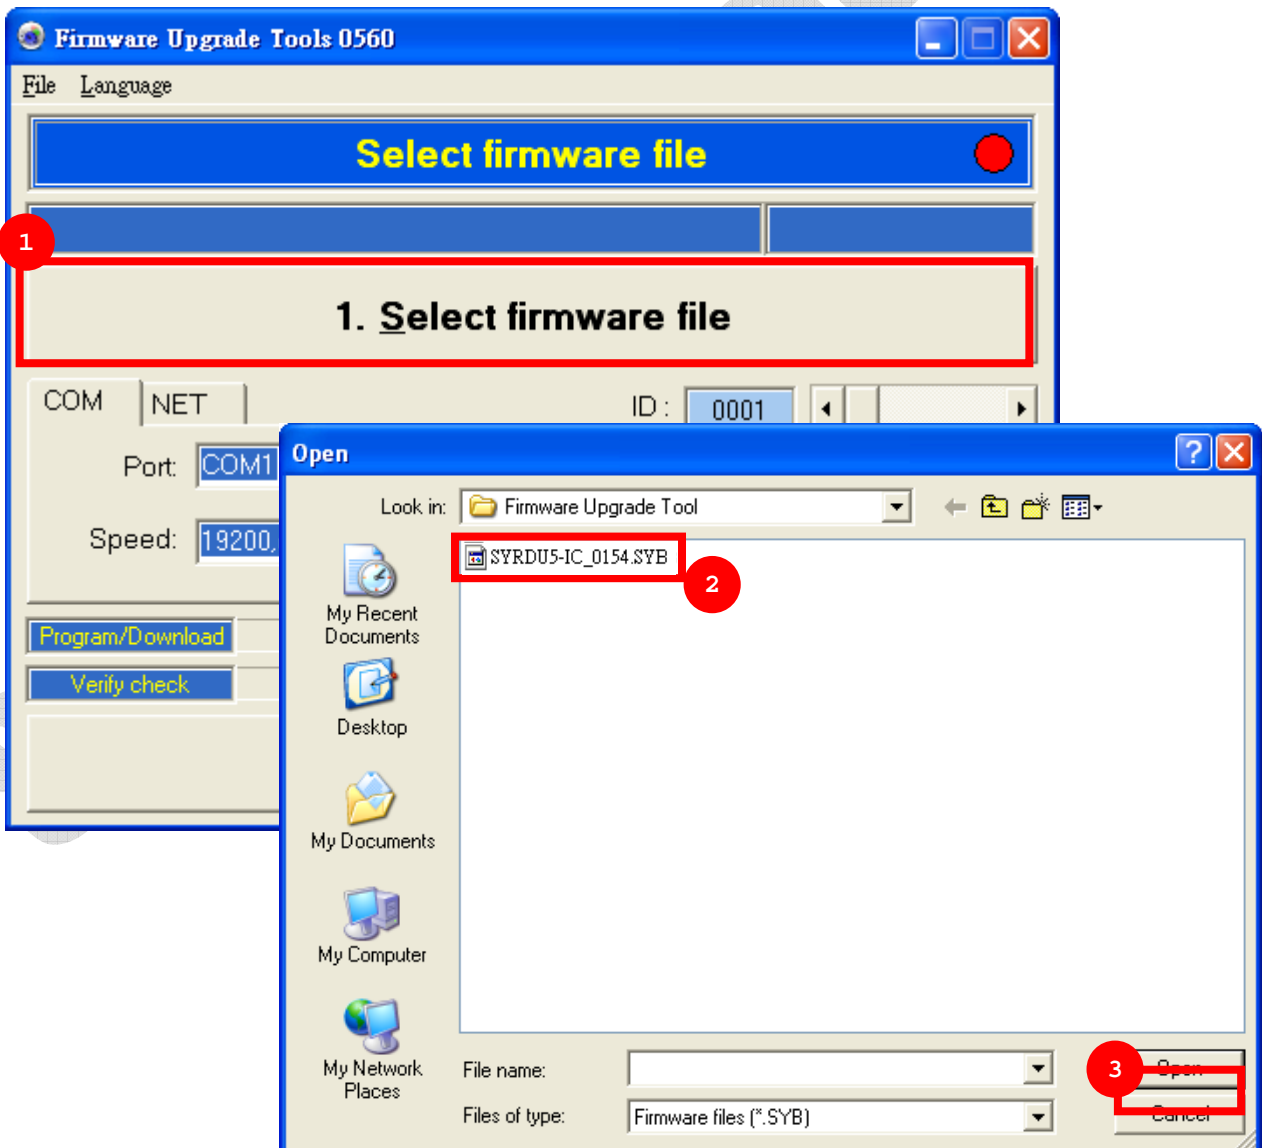 Firmware Upgrade Tools 0560
File Language
Select firmware file
1
1. Select firmware file
COM NET ID : 0001
Port: COM1
Speed: 19200,
Program/Download
Verify check
Open
Look in: Firmware Upgrade Tool
SYRDU5-IC_0154.SYB
2
My Recent
Documents
Desktop
My Documents
My Computer
My Network
Places
File name:
3 Open
Files of type: Firmware files (*.SYB)
Cancel